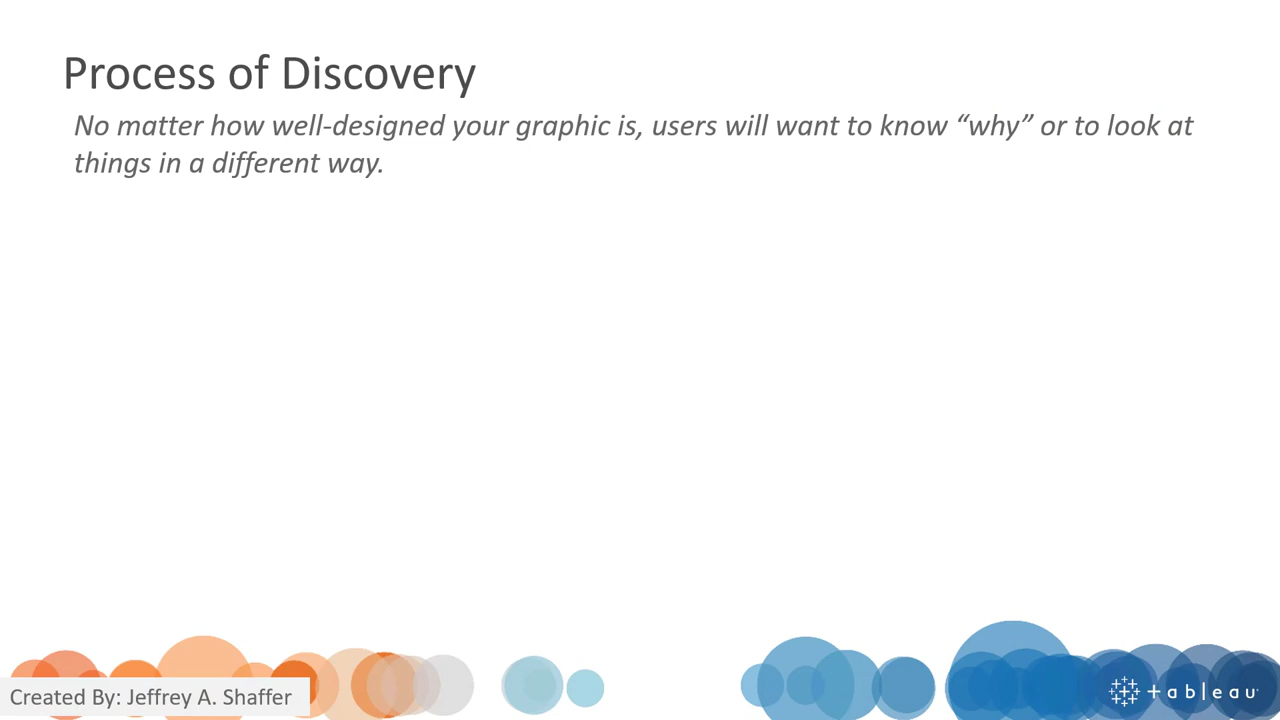 Process of Discovery
No matter how well-designed your graphic is, users will want to know “why” or to look at
things in a different way.
Created By: Jeffrey A. Shaffer
+ableau